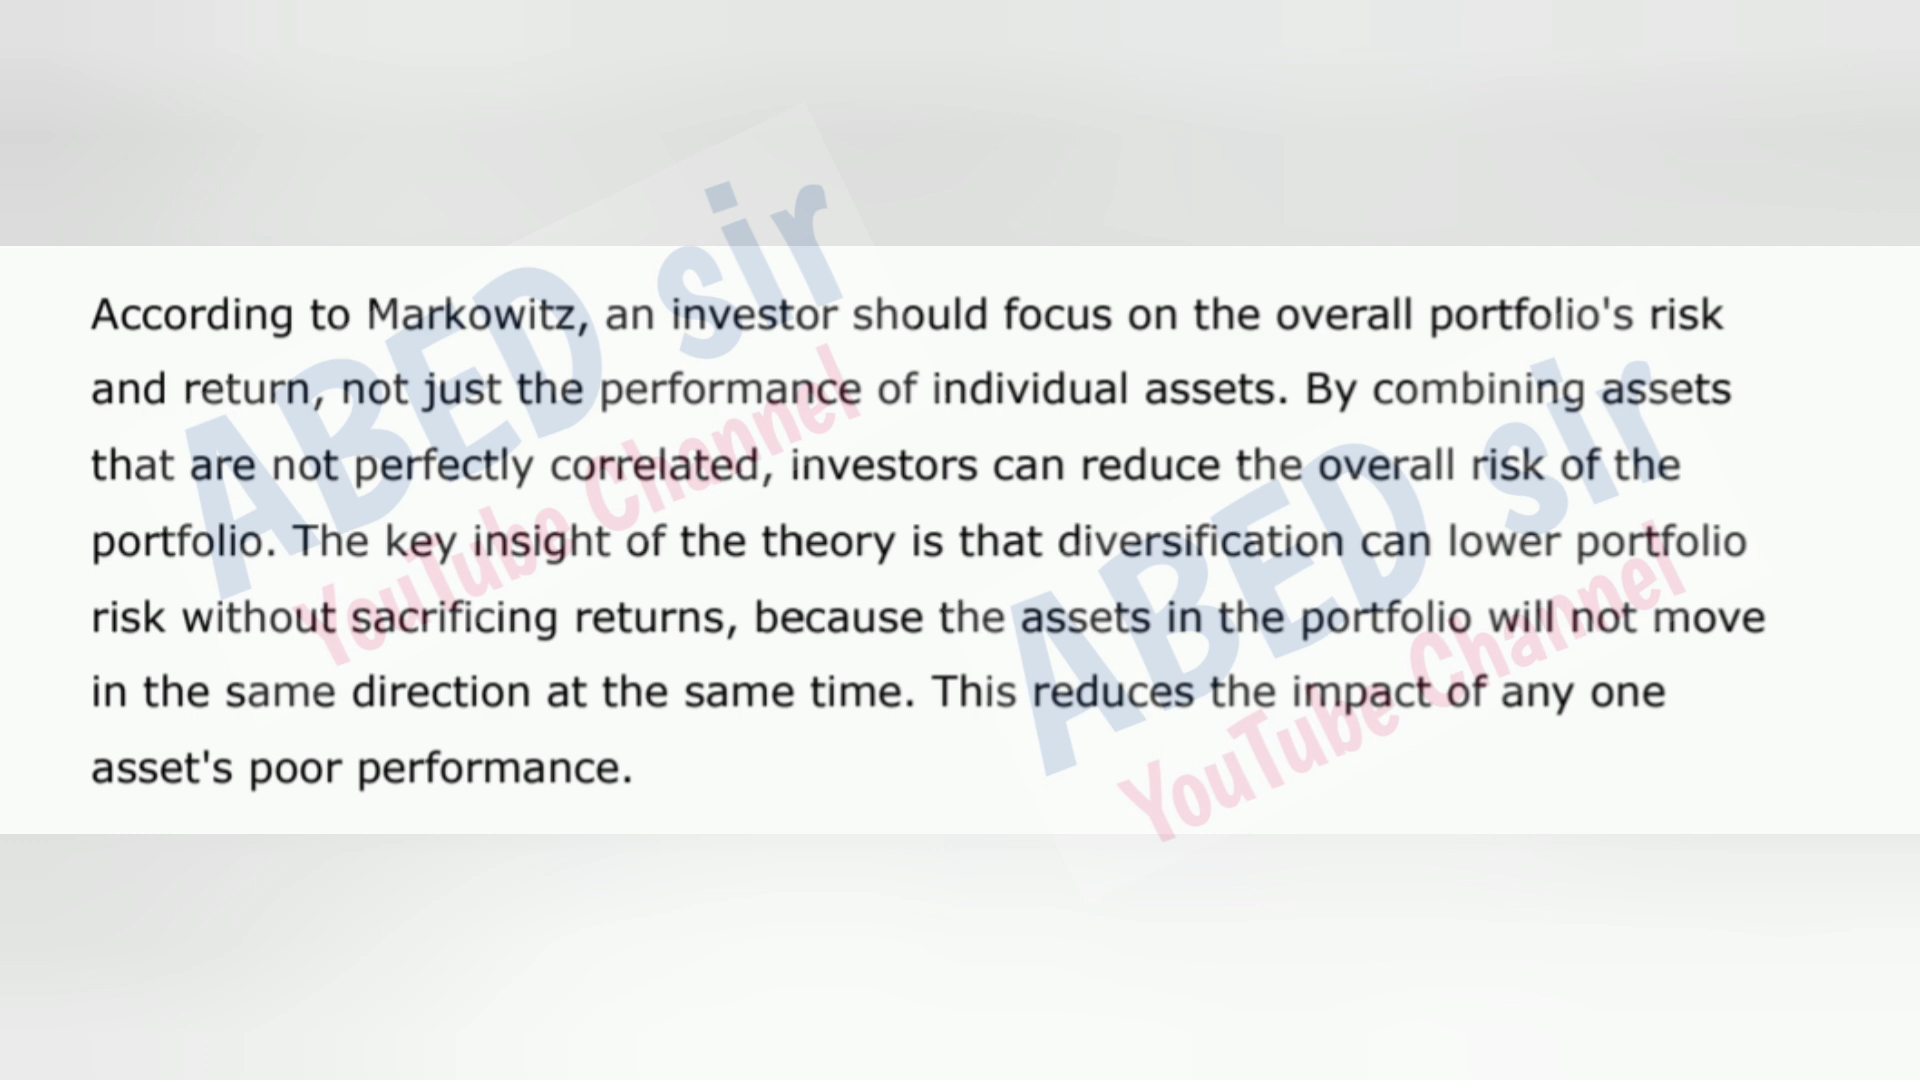 According to Markowitz, an investor should focus on the overall portfolio's risk
and return, not just the performance of individual assets. By combining assets
that are not perfectly correlated, investors can reduce the overall risk of the
portfolio. The key insight of the theory is that diversification can lower portfolio
risk without sacrificing returns, because the assets in the portfolio will not move
in the same direction at the same time. This reduces the impact of any one
asset's poor performance.
ABED sir
YouTube Channel
ABED sir
YouTube Channel